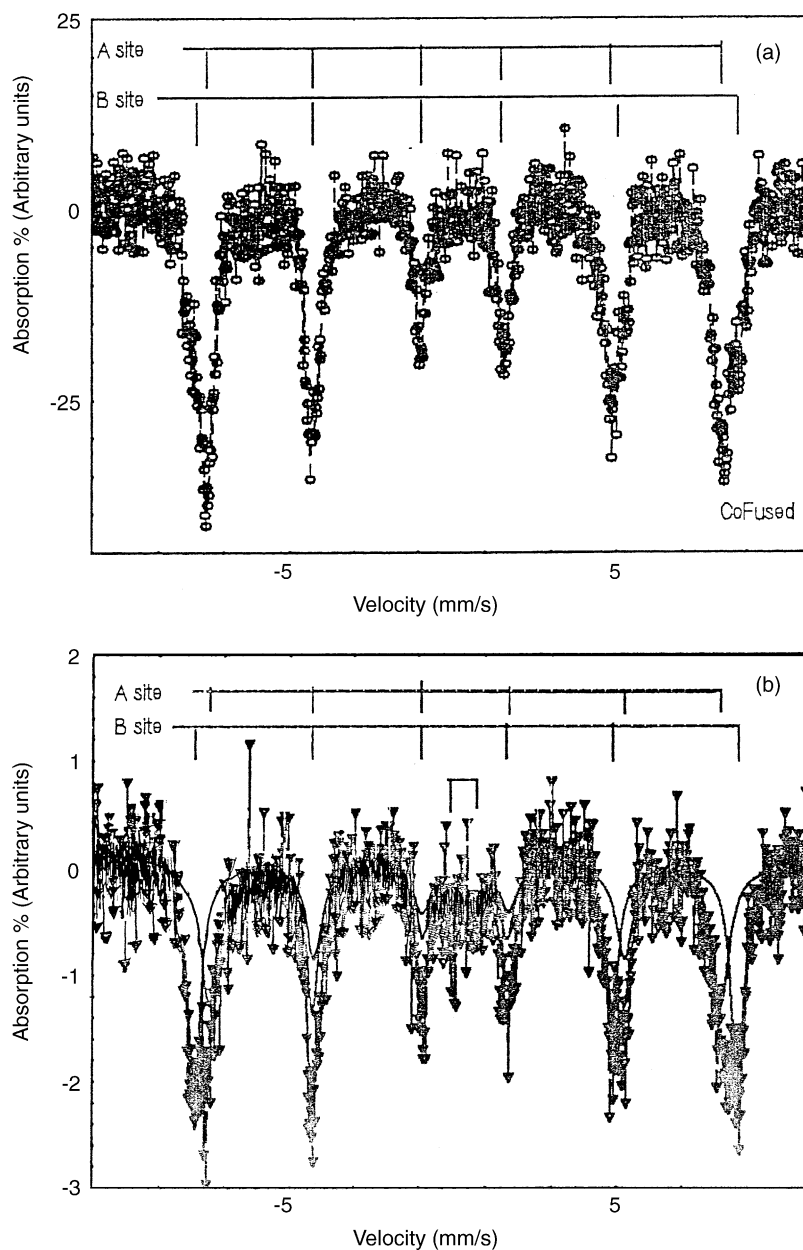 25
A site
(a)
B site
0
-25
Absorption % (Arbitrary units)
CoFused
-5
5
Velocity (mm/s)
2
(b)
A site
B site
1
0
-1
-2
-3
Absorption % (Arbitrary units)
-5
5
Velocity (mm/s)